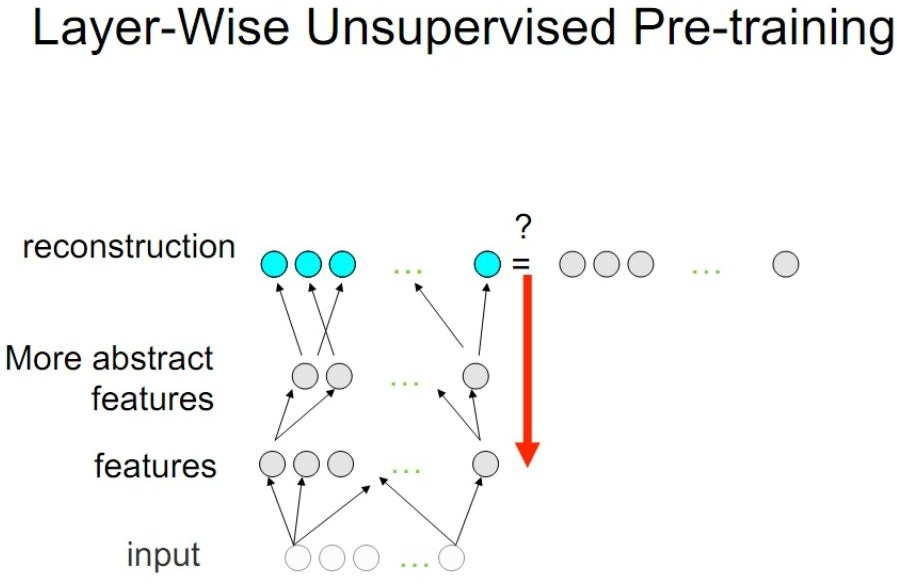 Layer-Wise Unsupervised Pre-training
?
reconstruction ... = ...
More abstract
features
...
features ...
input ...